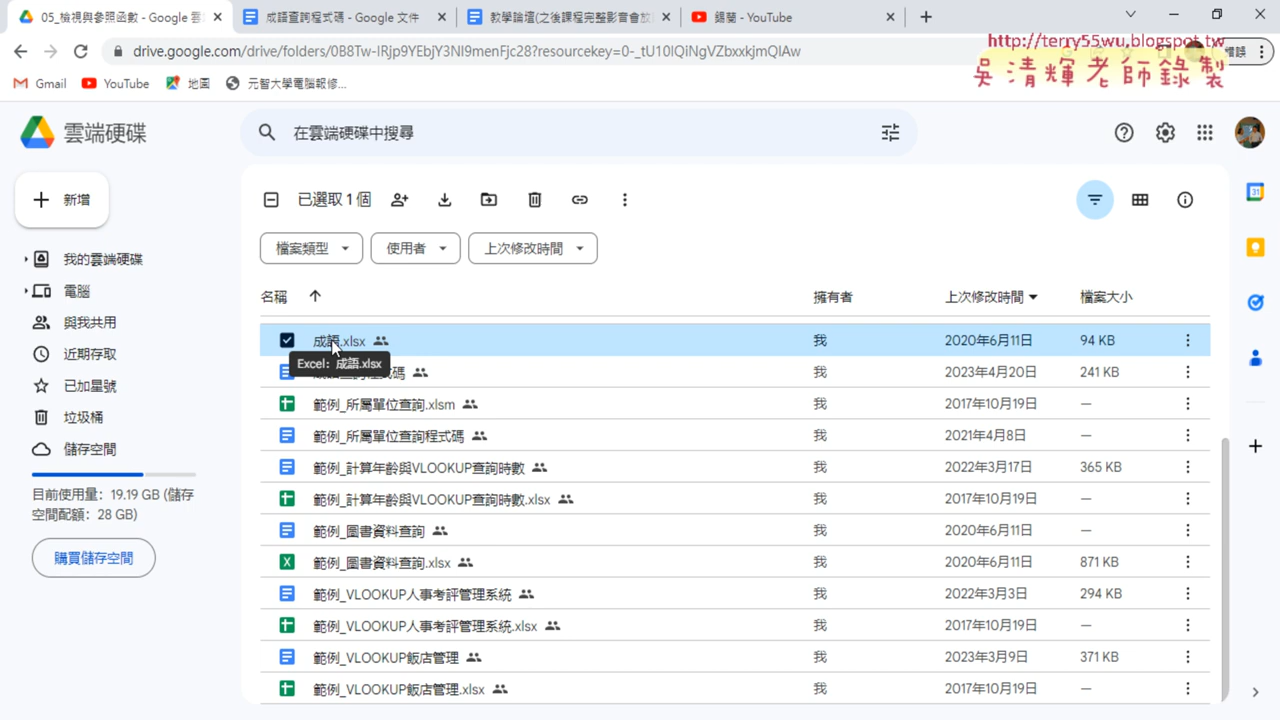 05_檢視與參照函數 - Google 雲
成語查詢程式碼 - Google 文件
教學論壇(之後課程完整影音會放
錫蘭 - YouTube
drive.google.com/drive/folders/0B8Tw-IRjp9YEbjY3NI9menFjc28?resourcekey=0-_tU10IQiNgVZbxxkjmQIAw
http://terry55wu.blogspot.tw
吳清輝老師錄製
Gmail
YouTube
地圖
元智大學電腦報修...
雲端硬碟
在雲端硬碟中搜尋
新增
已選取 1 個
我的雲端硬碟
電腦
與我共用
近期存取
已加星號
垃圾桶
儲存空間
目前使用量：19.19 GB (儲存
空間配額：28 GB)
購買儲存空間
檔案類型
使用者
上次修改時間
名稱
擁有者
上次修改時間
檔案大小
成語.xlsx 我 2020年6月11日 94 KB
Excel：成語.xlsx
我 2023年4月20日 241 KB
範例_所屬單位查詢.xlsm 我 2017年10月19日 —
範例_所屬單位查詢程式碼 我 2021年4月8日 —
範例_計算年齡與VLOOKUP查詢時數 我 2022年3月17日 365 KB
範例_計算年齡與VLOOKUP查詢時數.xlsx 我 2017年10月19日 —
範例_圖書資料查詢 我 2020年6月11日 —
範例_圖書資料查詢.xlsx 我 2020年6月11日 871 KB
範例_VLOOKUP人事考評管理系統 我 2022年3月3日 294 KB
範例_VLOOKUP人事考評管理系統.xlsx 我 2017年10月19日 —
範例_VLOOKUP飯店管理 我 2023年3月9日 371 KB
範例_VLOOKUP飯店管理.xlsx 我 2017年10月19日 —